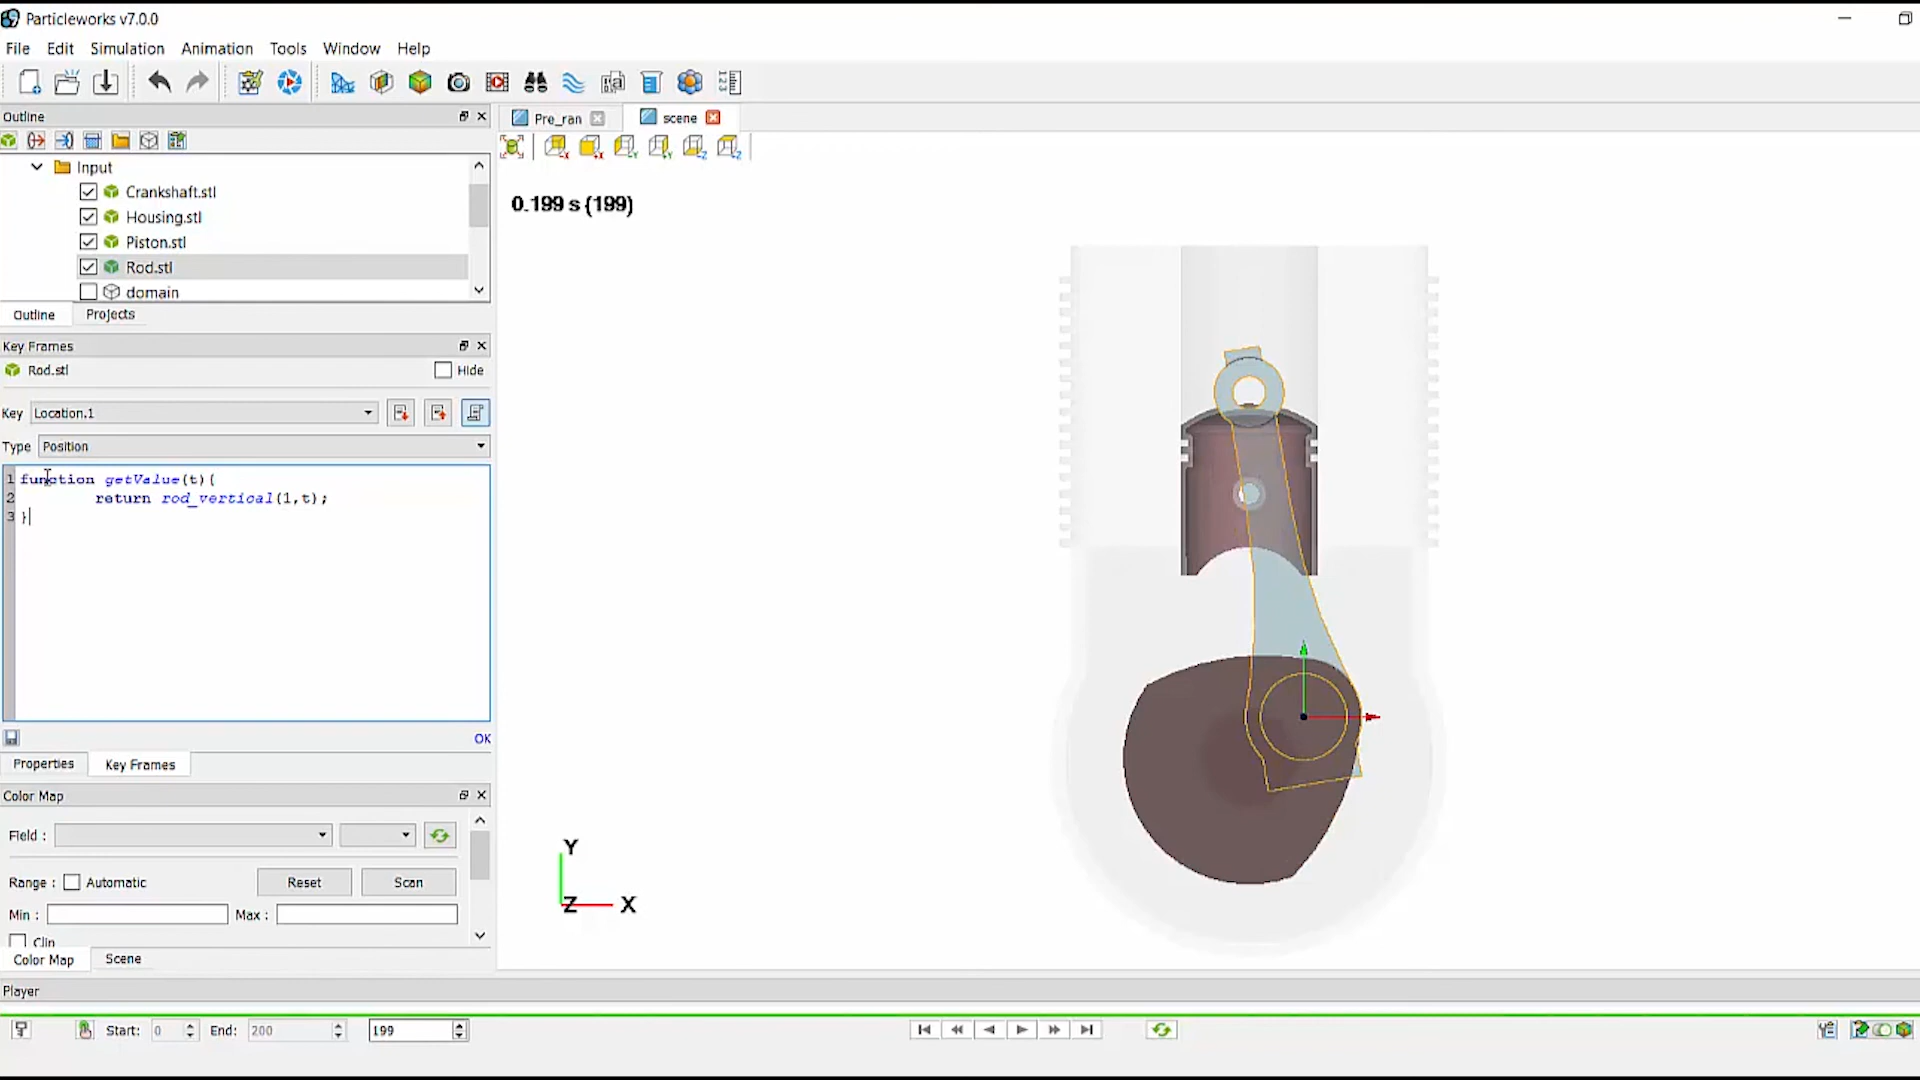 Particleworks v7.0.0
File Edit Simulation Animation Tools Window Help
Outline
Pre_ran
scene
Input
Crankshaft.stl
Housing.stl
Piston.stl
Rod.stl
domain
Outline Projects
Key Frames
Rod.stl
Hide
Key Location.1
Type Position
1 function getValue(t){
2 return rod_vertical(1,t);
3 }
OK
Properties Key Frames
Color Map
Field :
Range : Automatic Reset Scan
Min : Max :
Clip
Color Map Scene
0.199 s (199)
Y
Z X
Player
Start: 0 End: 200 199